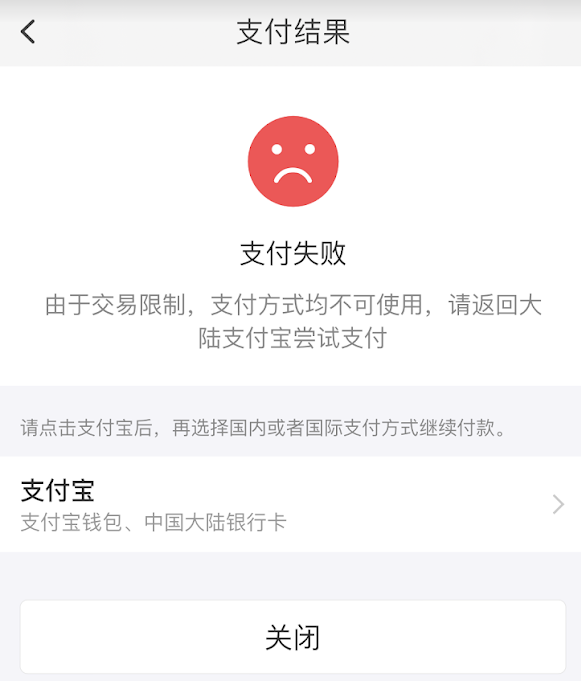 支付结果
支付失败
由于交易限制，支付方式均不可使用，请返回大
陆支付宝尝试支付
请点击支付宝后，再选择国内或者国际支付方式继续付款。
支付宝
支付宝钱包、中国大陆银行卡
关闭